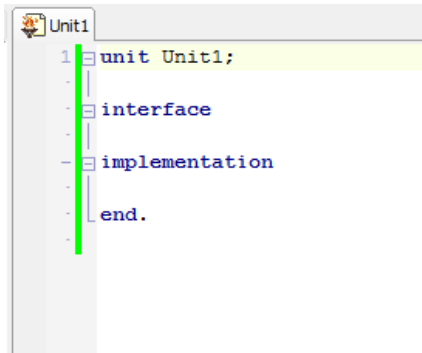 Unit1
1 unit Unit1;
interface
implementation
end.